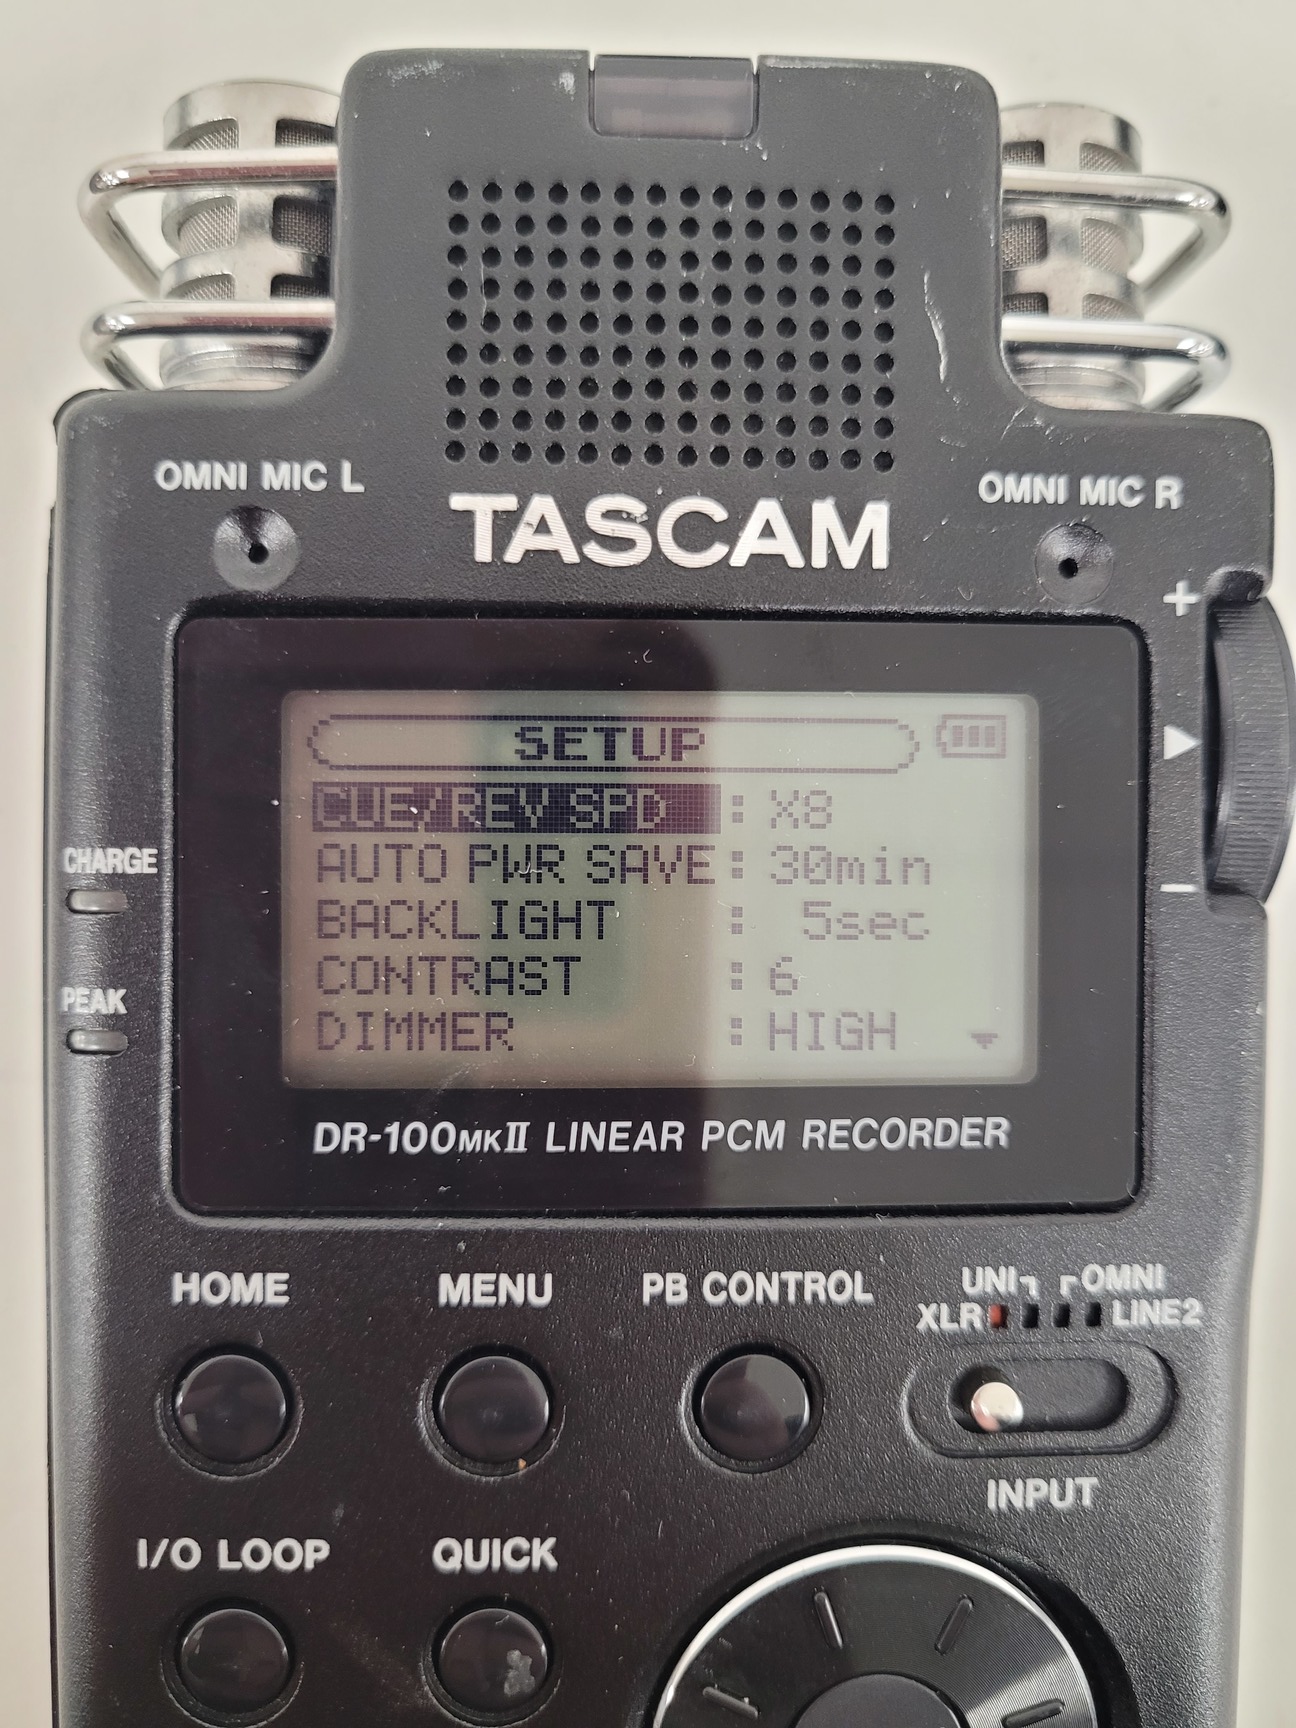 OMNI MIC L
OMNI MIC R
TASCAM
+
−
SETUP
CUE/REV SPD : X8
AUTO PWR SAVE: 30min
BACKLIGHT : 5sec
CONTRAST : 6
DIMMER : HIGH
CHARGE
PEAK
DR-100MKII LINEAR PCM RECORDER
HOME
MENU
PB CONTROL
UNI OMNI
XLR LINE2
INPUT
I/O LOOP
QUICK